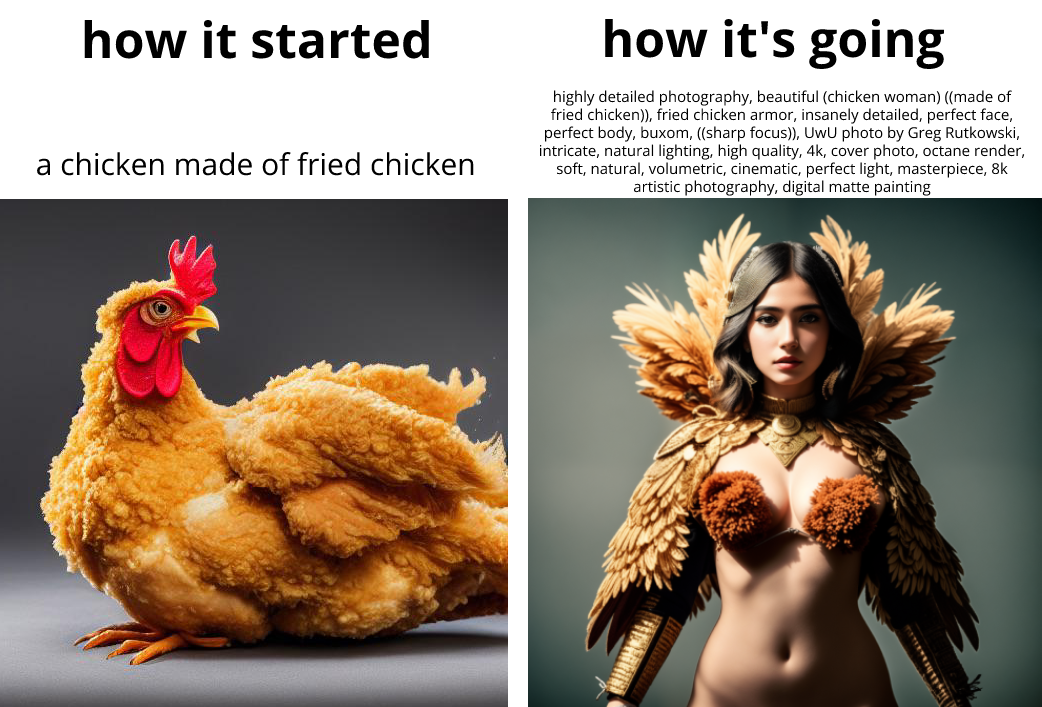 how it started
a chicken made of fried chicken
how it's going
highly detailed photography, beautiful (chicken woman) ((made of
fried chicken)), fried chicken armor, insanely detailed, perfect face,
perfect body, buxom, ((sharp focus)), UwU photo by Greg Rutkowski,
intricate, natural lighting, high quality, 4k, cover photo, octane render,
soft, natural, volumetric, cinematic, perfect light, masterpiece, 8k
artistic photography, digital matte painting